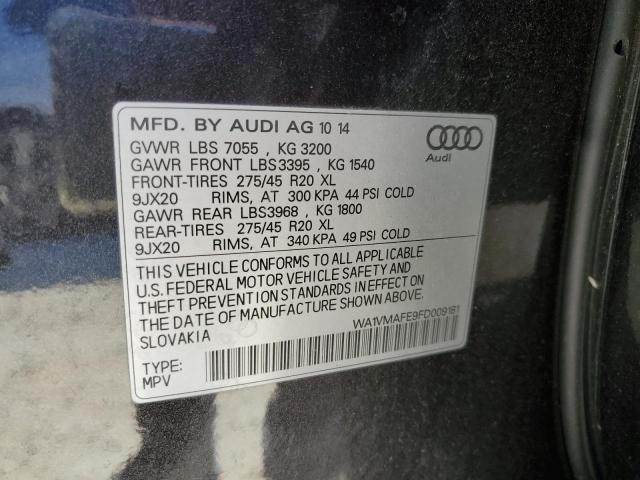 MFD. BY AUDI AG 10 14
GVWR LBS 7055 , KG 3200
GAWR FRONT LBS3395 , KG 1540
FRONT-TIRES 275/45 R20 XL
9JX20 RIMS, AT 300 KPA 44 PSI COLD
GAWR REAR LBS3968 , KG 1800
REAR-TIRES 275/45 R20 XL
9JX20 RIMS, AT 340 KPA 49 PSI COLD
THIS VEHICLE CONFORMS TO ALL APPLICABLE
U.S. FEDERAL MOTOR VEHICLE SAFETY AND
THEFT PREVENTION STANDARDS IN EFFECT ON
THE DATE OF MANUFACTURE SHOWN ABOVE.
SLOVAKIA
WA1VMAFE9FD009181
TYPE:
MPV
Audi